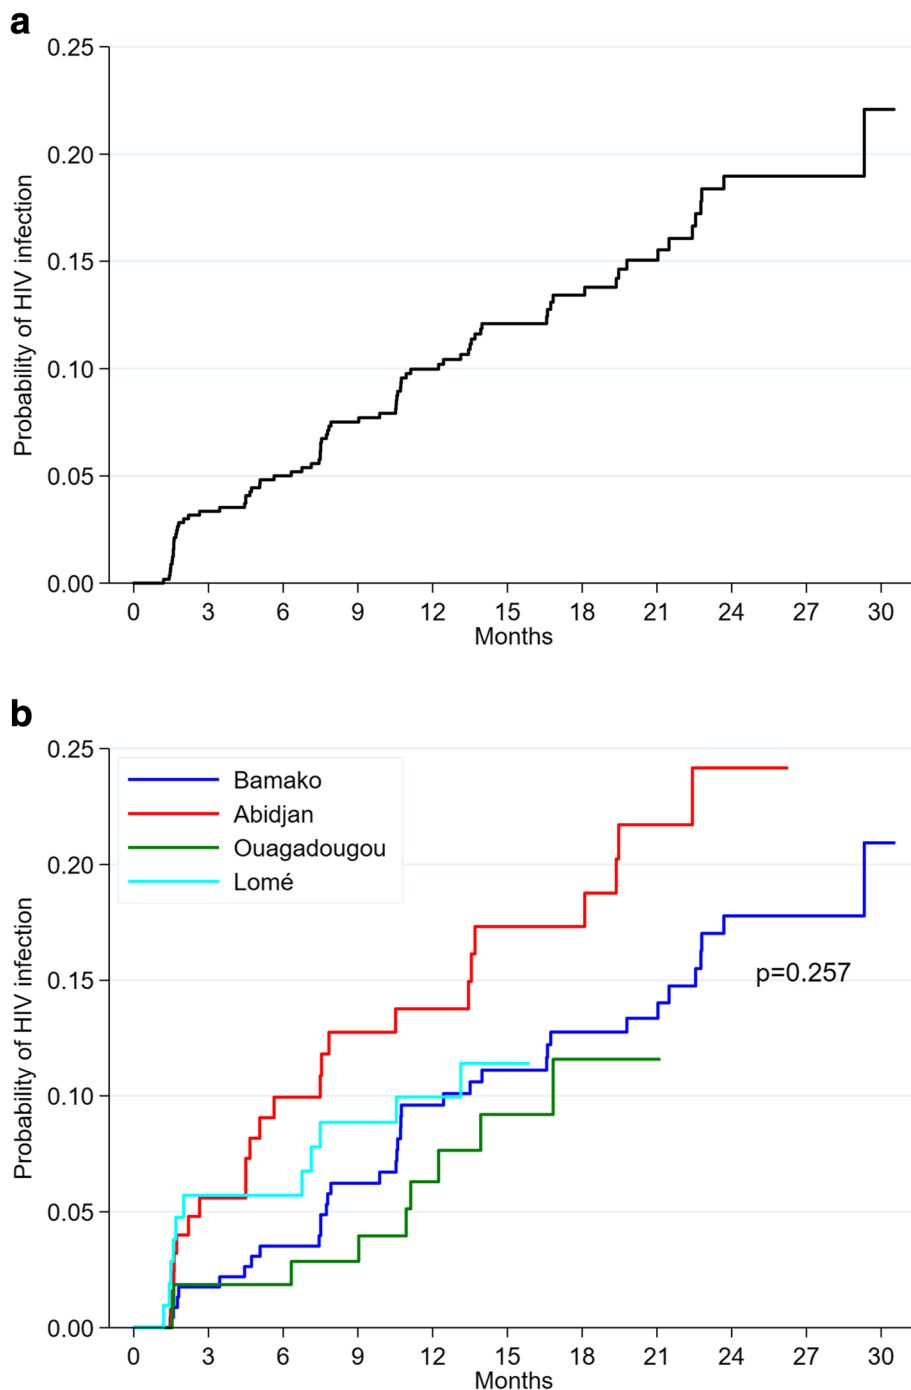 a
0.25
0.20
0.15
0.10
0.05
0.00
Probability of HIV infection
0 3 6 9 12 15 18 21 24 27 30
Months
b
0.25
0.20
0.15
0.10
0.05
0.00
Probability of HIV infection
Bamako
Abidjan
Ouagadougou
Lomé
p=0.257
0 3 6 9 12 15 18 21 24 27 30
Months